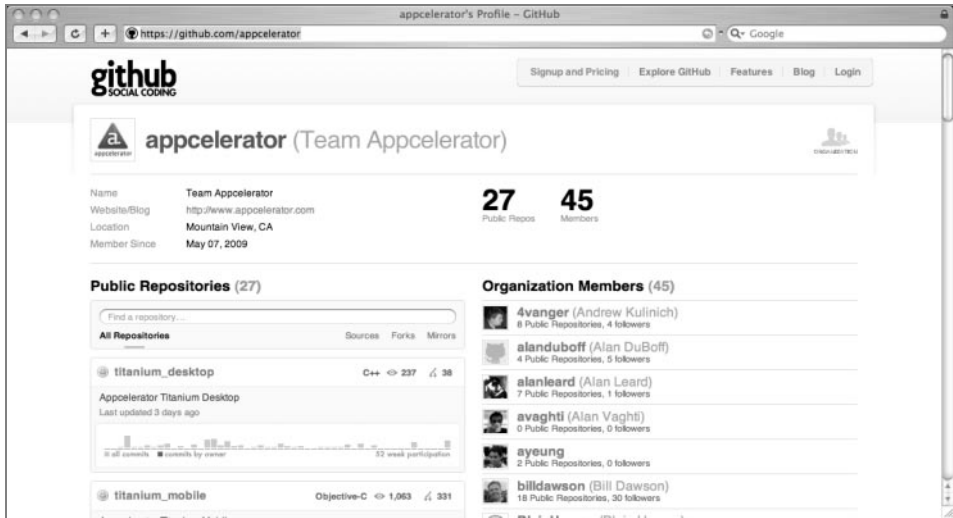 appcelerator's Profile – GitHub
https://github.com/appcelerator
Google
github
SOCIAL CODING
Signup and Pricing
Explore GitHub
Features
Blog
Login
appcelerator
appcelerator (Team Appcelerator)
Name Team Appcelerator
Website/Blog http://www.appcelerator.com
Location Mountain View, CA
Member Since May 07, 2009
27
Public Repos
45
Members
Public Repositories (27)
Find a repository...
All Repositories
Sources Forks Mirrors
titanium_desktop
C++ 237 38
Appcelerator Titanium Desktop
Last updated 3 days ago
all commits commits by owner
52 week participation
titanium_mobile
Objective-C 1,063 331
Organization Members (45)
4vanger (Andrew Kulinich)
8 Public Repositories, 4 followers
alanduboff (Alan DuBoff)
4 Public Repositories, 5 followers
alanleard (Alan Leard)
7 Public Repositories, 1 followers
avaghti (Alan Vaghti)
0 Public Repositories, 0 followers
ayeung
2 Public Repositories, 0 followers
billdawson (Bill Dawson)
18 Public Repositories, 30 followers